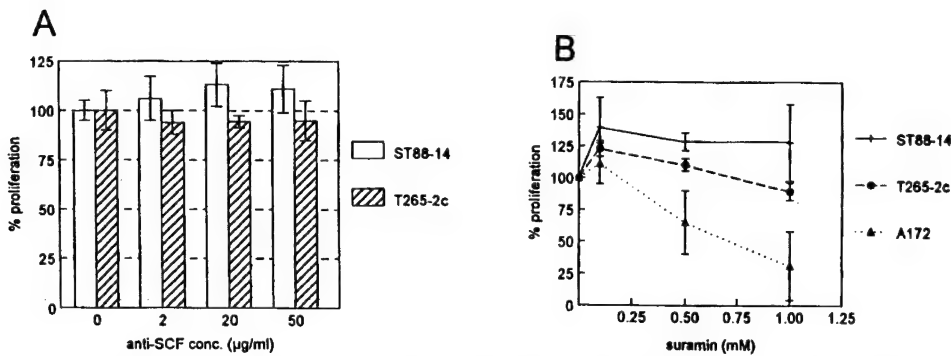 A
% proliferation
125
100
75
50
25
0
0 2 20 50
anti-SCF conc. (µg/ml)
ST88-14
T265-2c
B
% proliferation
175
150
125
100
75
50
25
0
0.25 0.50 0.75 1.00 1.25
suramin (mM)
ST88-14
T265-2c
A172